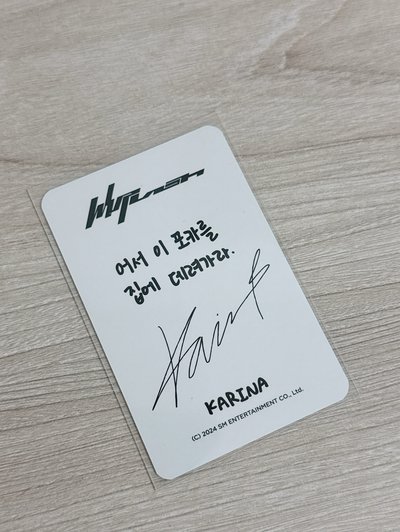 Whiplash
어서 이 포카를
집에 데려가라.
Karina
KARINA
(C) 2024 SM ENTERTAINMENT CO., Ltd.